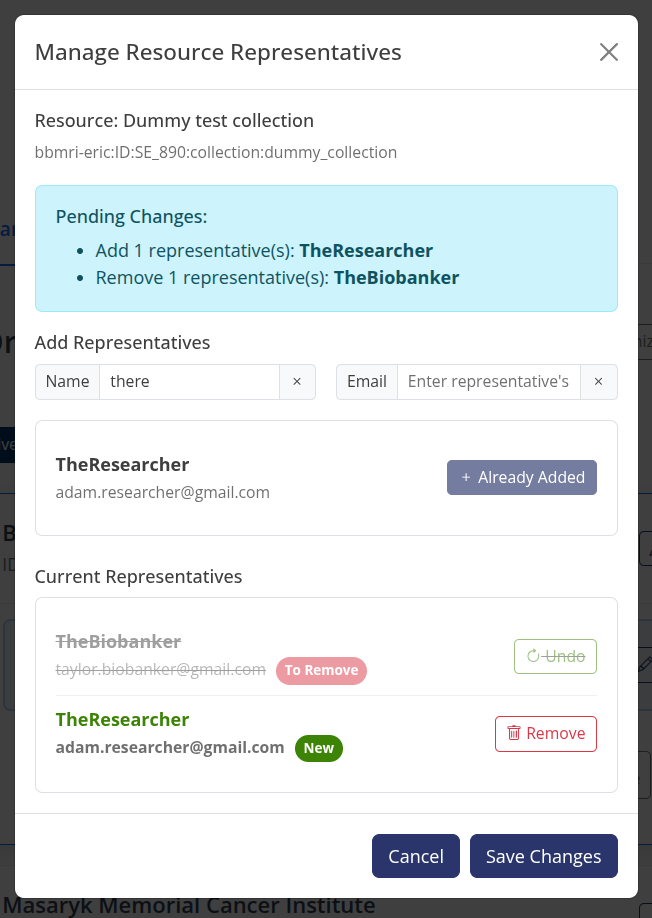 Manage Resource Representatives
Resource: Dummy test collection
bbmri-eric:ID:SE_890:collection:dummy_collection
Pending Changes:
Add 1 representative(s): TheResearcher
Remove 1 representative(s): TheBiobanker
Add Representatives
Name there × Email Enter representative's ×
TheResearcher
adam.researcher@gmail.com
+ Already Added
Current Representatives
TheBiobanker
taylor.biobanker@gmail.com To Remove
Undo
TheResearcher
adam.researcher@gmail.com New
Remove
Cancel Save Changes
Masaryk Memorial Cancer Institute